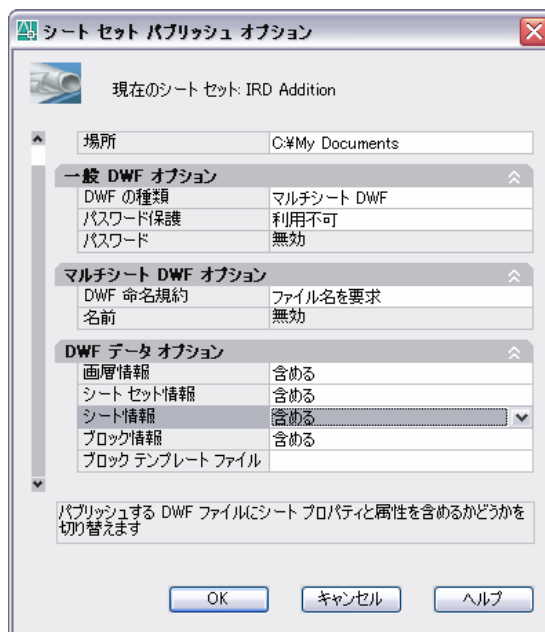 シート セット パブリッシュ オプション
現在のシート セット: IRD Addition
場所 C:¥My Documents
一般 DWF オプション
DWF の種類 マルチシート DWF
パスワード保護 利用不可
パスワード 無効
マルチシート DWF オプション
DWF 命名規約 ファイル名を要求
名前 無効
DWF データ オプション
画層情報 含める
シート セット情報 含める
シート情報 含める
ブロック情報 含める
ブロック テンプレート ファイル
パブリッシュする DWF ファイルにシート プロパティと属性を含めるかどうかを
切り替えます
OK キャンセル ヘルプ